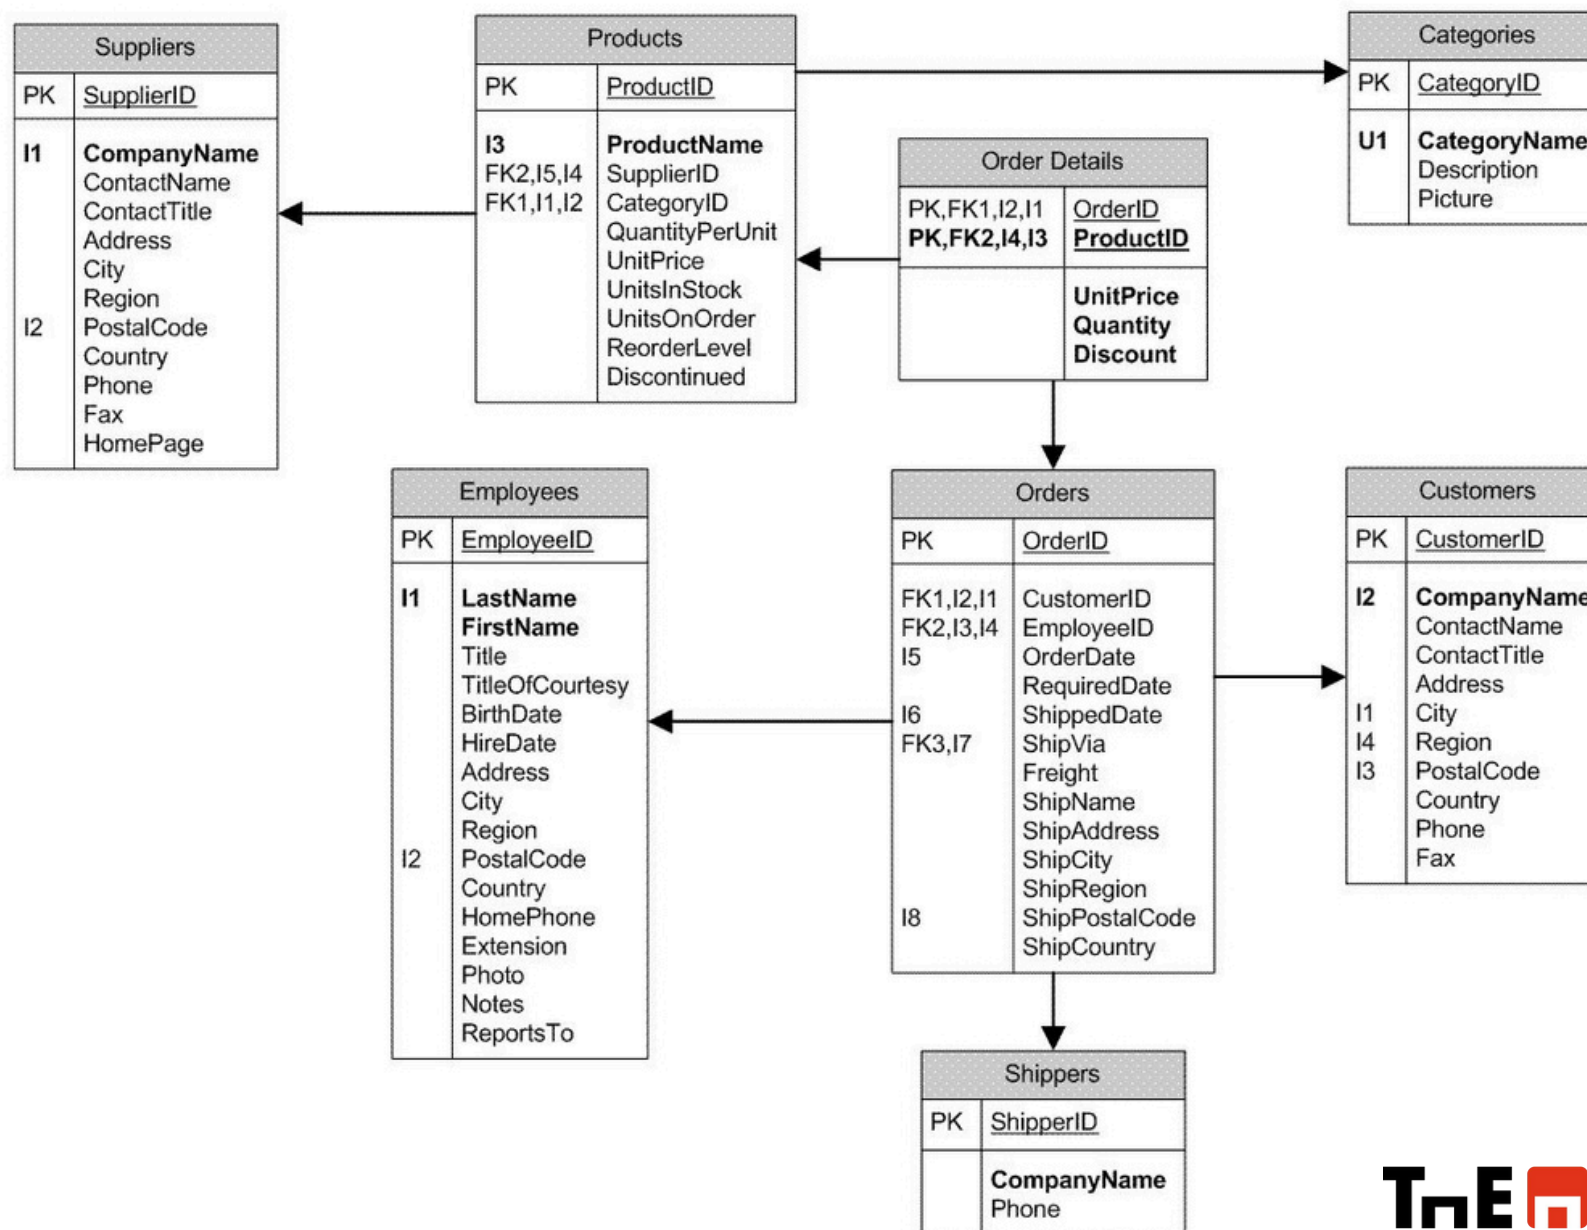 Suppliers
PK SupplierID
I1 CompanyName
ContactName
ContactTitle
Address
City
Region
I2 PostalCode
Country
Phone
Fax
HomePage
Products
PK ProductID
I3 ProductName
FK2,I5,I4 SupplierID
FK1,I1,I2 CategoryID
QuantityPerUnit
UnitPrice
UnitsInStock
UnitsOnOrder
ReorderLevel
Discontinued
Categories
PK CategoryID
U1 CategoryName
Description
Picture
Order Details
PK,FK1,I2,I1 OrderID
PK,FK2,I4,I3 ProductID
UnitPrice
Quantity
Discount
Employees
PK EmployeeID
I1 LastName
FirstName
Title
TitleOfCourtesy
BirthDate
HireDate
Address
City
Region
I2 PostalCode
Country
HomePhone
Extension
Photo
Notes
ReportsTo
Orders
PK OrderID
FK1,I2,I1 CustomerID
FK2,I3,I4 EmployeeID
I5 OrderDate
RequiredDate
I6 ShippedDate
FK3,I7 ShipVia
Freight
ShipName
ShipAddress
ShipCity
ShipRegion
I8 ShipPostalCode
ShipCountry
Customers
PK CustomerID
I2 CompanyName
ContactName
ContactTitle
Address
I1 City
I4 Region
I3 PostalCode
Country
Phone
Fax
Shippers
PK ShipperID
CompanyName
Phone